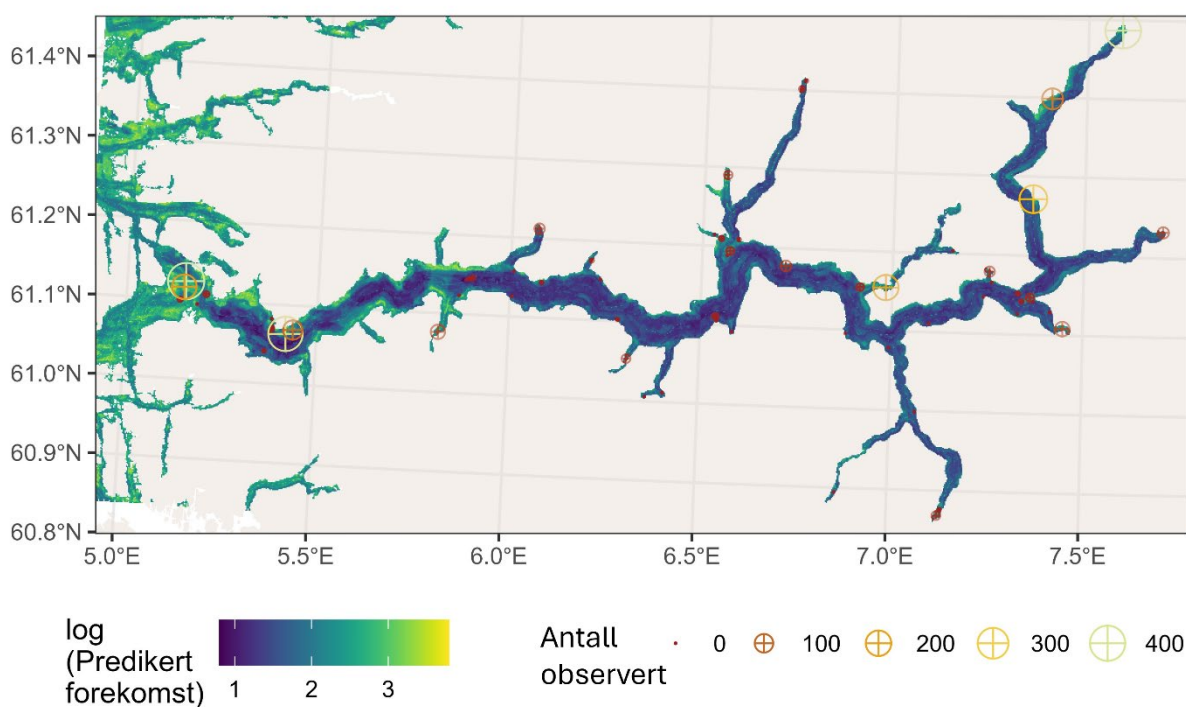 61.4°N
61.3°N
61.2°N
61.1°N
61.0°N
60.9°N
60.8°N
5.0°E 5.5°E 6.0°E 6.5°E 7.0°E 7.5°E
log
(Predikert
forekomst)
1 2 3
Antall
observert
0 100 200 300 400